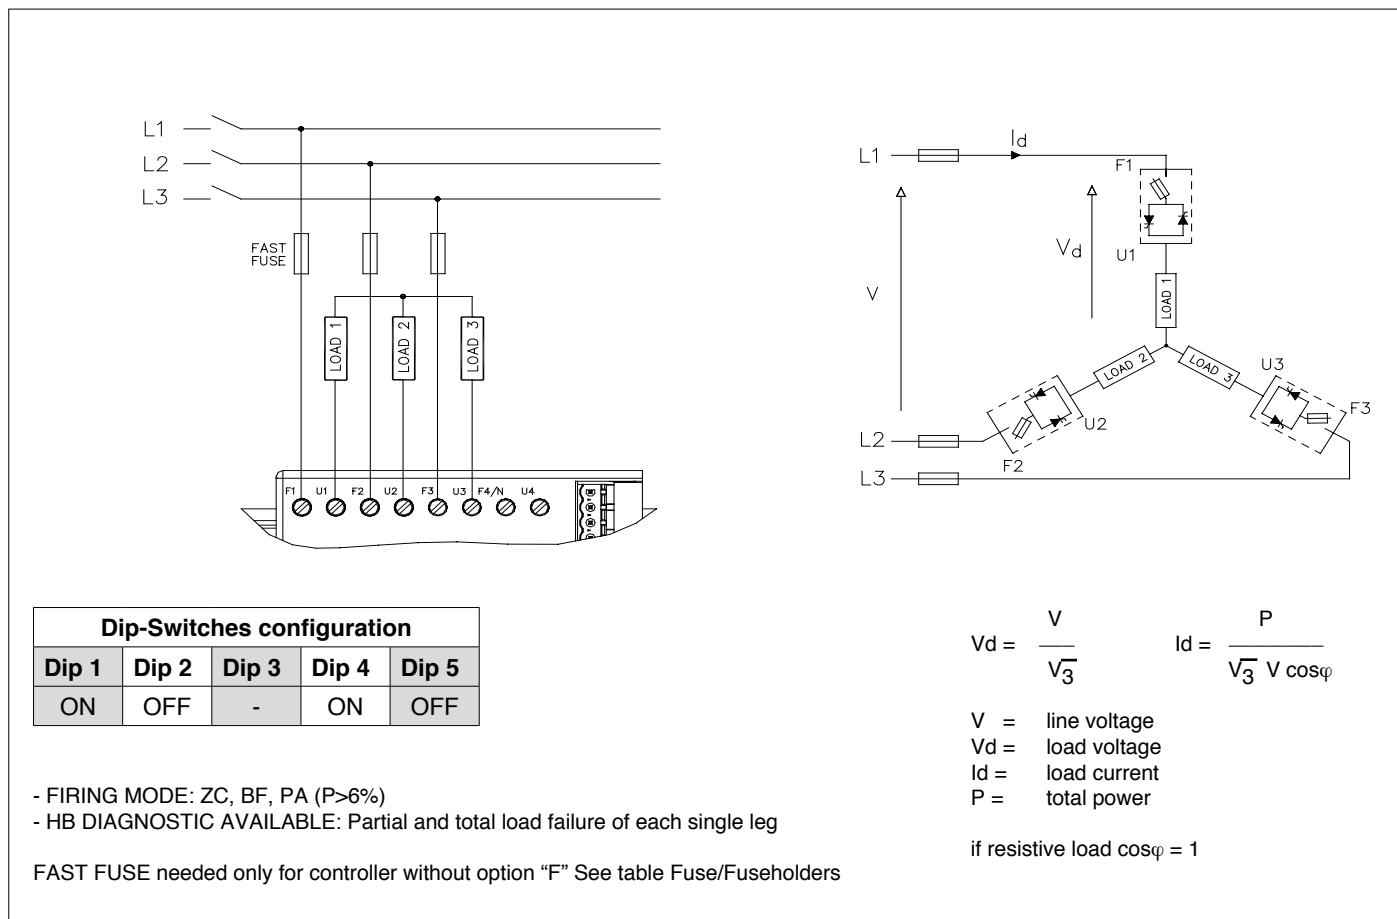 L1
L2
L3
FAST
FUSE
LOAD 1
LOAD 2
LOAD 3
F1 U1 F2 U2 F3 U3 F4/N U4
L1
Id
F1
U1
V
Vd
LOAD 1
LOAD 2
LOAD 3
U3
F3
L2
U2
F2
L3
Dip-Switches configuration
Dip 1 Dip 2 Dip 3 Dip 4 Dip 5
ON OFF - ON OFF
Vd = V / √3
Id = P / √3 V cosφ
V = line voltage
Vd = load voltage
Id = load current
P = total power
if resistive load cosφ = 1
- FIRING MODE: ZC, BF, PA (P>6%)
- HB DIAGNOSTIC AVAILABLE: Partial and total load failure of each single leg
FAST FUSE needed only for controller without option “F” See table Fuse/Fuseholders